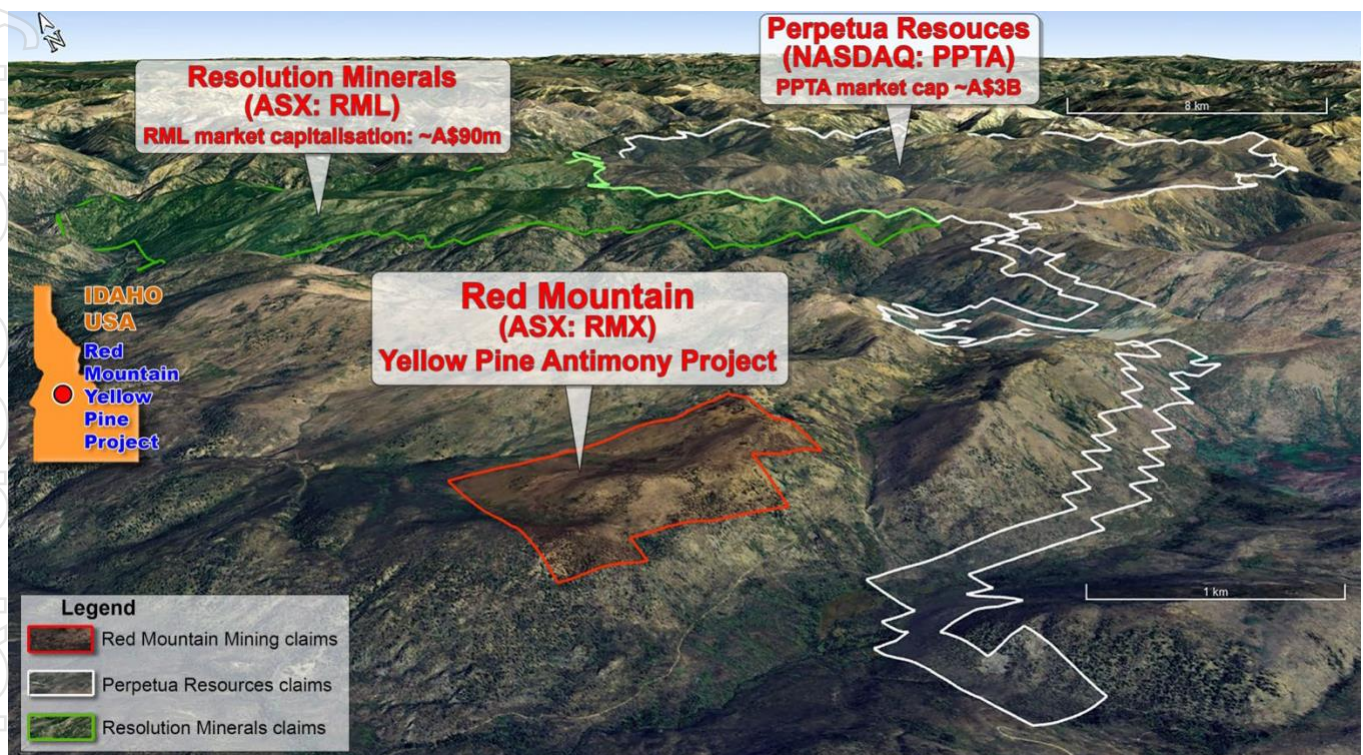 N
Resolution Minerals
(ASX: RML)
RML market capitalisation: ~A$90m
Perpetua Resouces
(NASDAQ: PPTA)
PPTA market cap ~A$3B
8 km
Red Mountain
(ASX: RMX)
Yellow Pine Antimony Project
IDAHO
USA
Red
Mountain
Yellow
Pine
Project
1 km
Legend
Red Mountain Mining claims
Perpetua Resources claims
Resolution Minerals claims